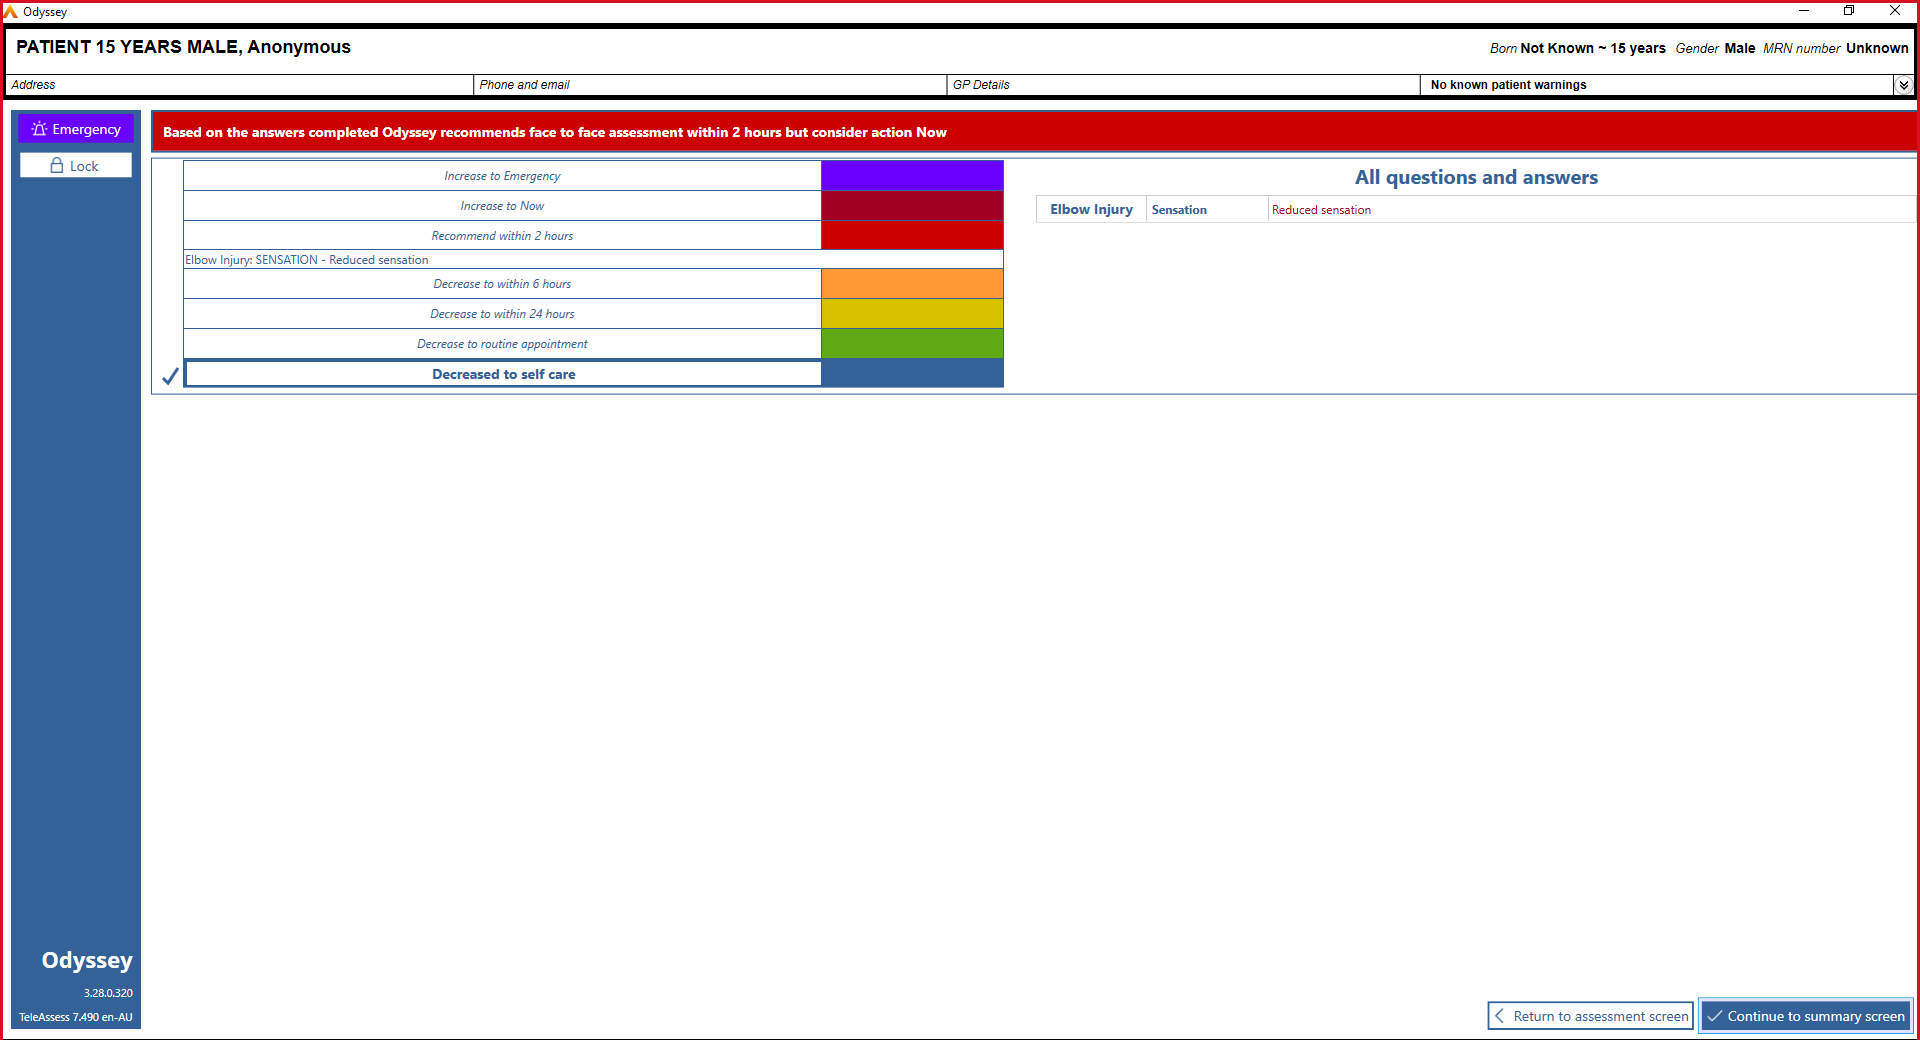 Odyssey
PATIENT 15 YEARS MALE, Anonymous
Born Not Known ~ 15 years Gender Male MRN number Unknown
Address
Phone and email
GP Details
No known patient warnings
Emergency
Lock
Based on the answers completed Odyssey recommends face to face assessment within 2 hours but consider action Now
Increase to Emergency
Increase to Now
Recommend within 2 hours
Elbow Injury: SENSATION - Reduced sensation
Decrease to within 6 hours
Decrease to within 24 hours
Decrease to routine appointment
Decreased to self care
All questions and answers
Elbow Injury Sensation Reduced sensation
Odyssey
3.28.0.320
TeleAssess 7.490 en-AU
Return to assessment screen
Continue to summary screen